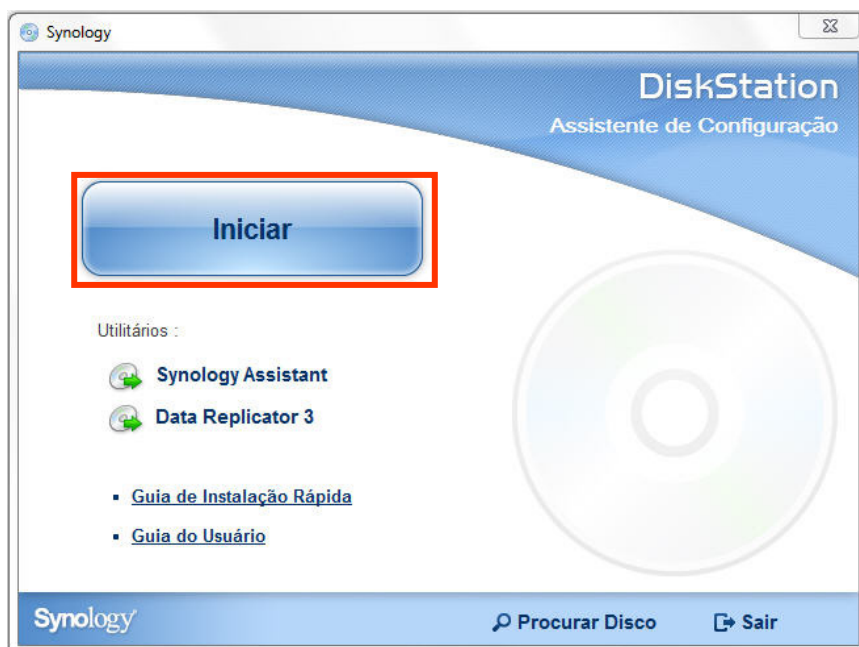 Synology
DiskStation
Assistente de Configuração
Iniciar
Utilitários :
Synology Assistant
Data Replicator 3
Guia de Instalação Rápida
Guia do Usuário
Synology
Procurar Disco
Sair